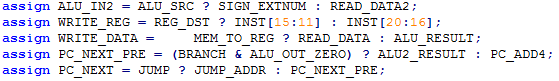 assign ALU_IN2 = ALU_SRC ? SIGN_EXTNUM : READ_DATA2;
assign WRITE_REG = REG_DST ? INST[15:11] : INST[20:16];
assign WRITE_DATA =    MEM_TO_REG ? READ_DATA : ALU_RESULT;
assign PC_NEXT_PRE = (BRANCH & ALU_OUT_ZERO) ? ALU2_RESULT : PC_ADD4;
assign PC_NEXT = JUMP ? JUMP_ADDR : PC_NEXT_PRE;